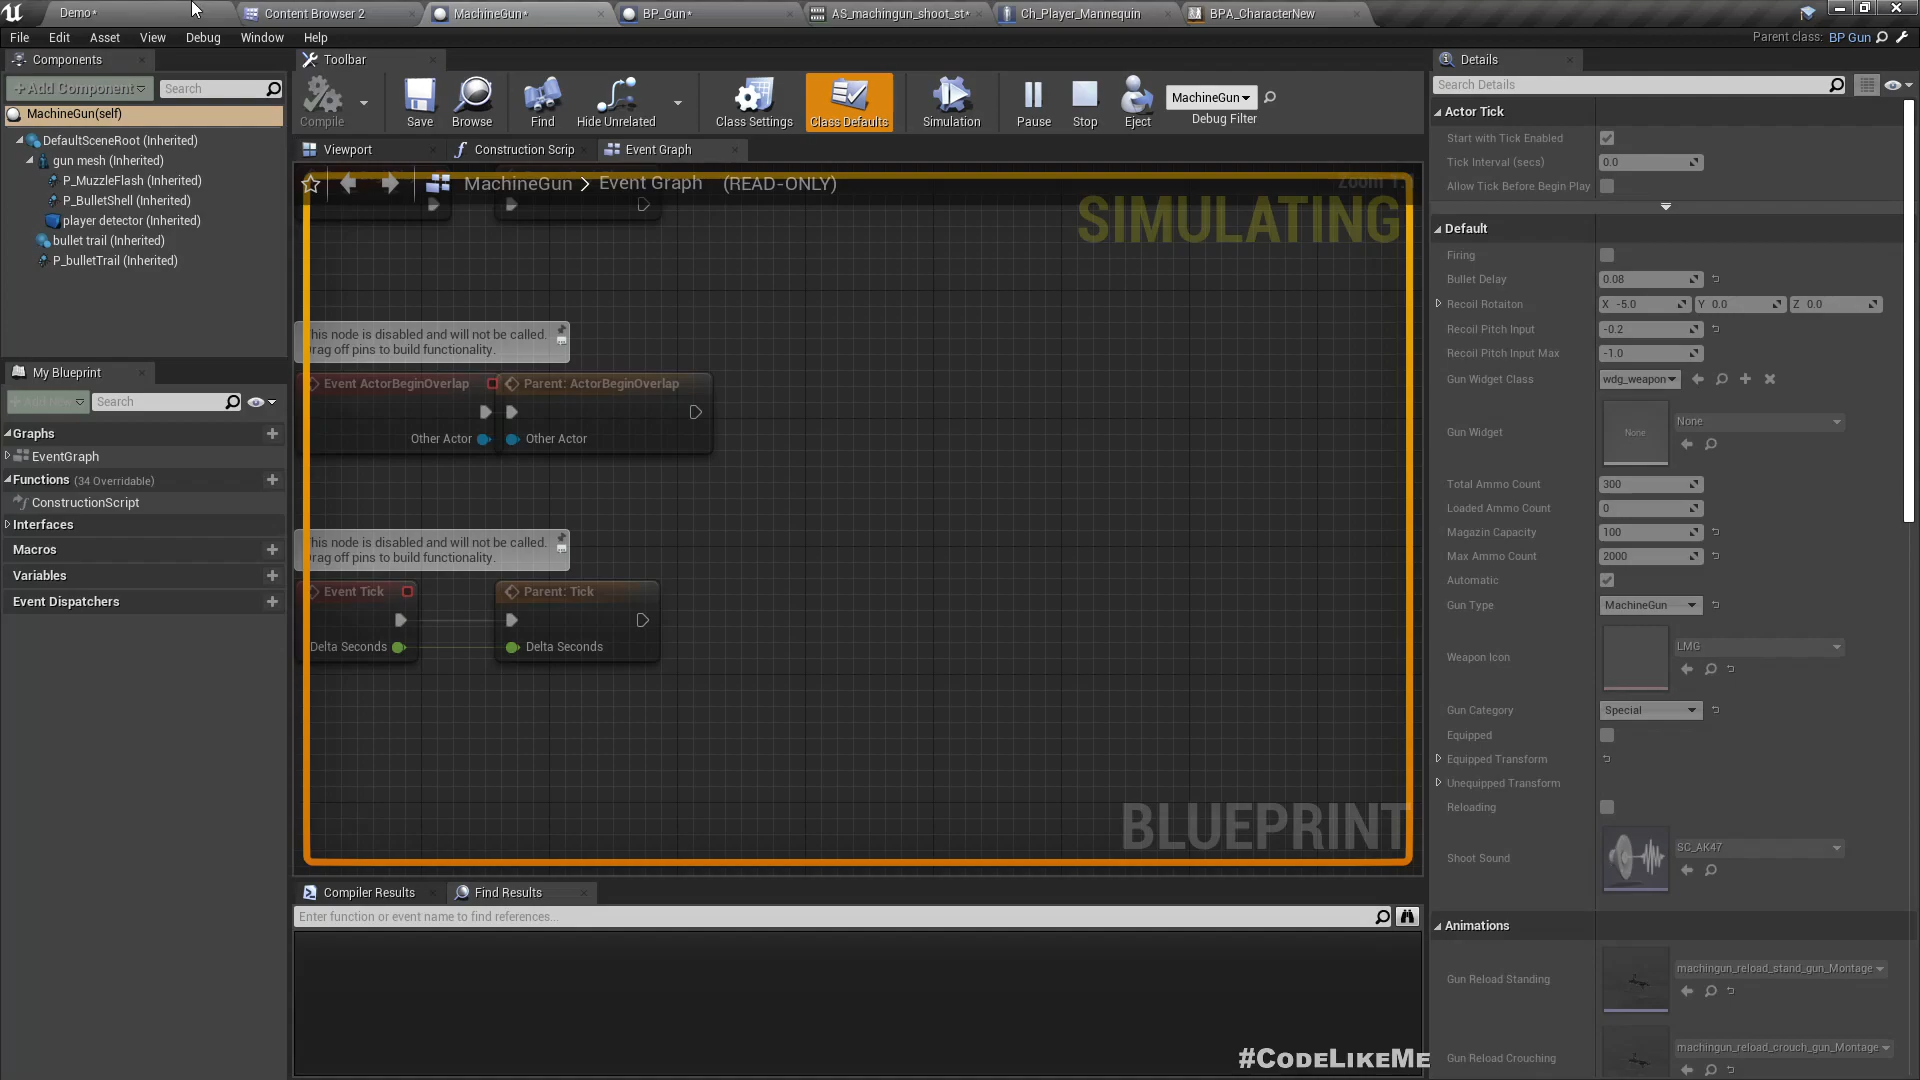 Demo*
Content Browser 2
MachineGun*
BP_Gun*
AS_machingun_shoot_st*
Ch_Player_Mannequin
BPA_CharacterNew
File Edit Asset View Debug Window Help
Parent class: BP Gun
Components
+Add Component
Search
MachineGun(self)
DefaultSceneRoot (Inherited)
gun mesh (Inherited)
P_MuzzleFlash (Inherited)
P_BulletShell (Inherited)
player detector (Inherited)
bullet trail (Inherited)
P_bulletTrail (Inherited)
My Blueprint
Search
Graphs
EventGraph
Functions (34 Overridable)
ConstructionScript
Interfaces
Macros
Variables
Event Dispatchers
Toolbar
Compile
Save
Browse
Find
Hide Unrelated
Class Settings
Class Defaults
Simulation
Pause
Stop
Eject
MachineGun
Debug Filter
Viewport
Construction Scrip
Event Graph
MachineGun > Event Graph (READ-ONLY)
SIMULATING
This node is disabled and will not be called.
Drag off pins to build functionality.
Event ActorBeginOverlap
Parent: ActorBeginOverlap
Other Actor
Other Actor
This node is disabled and will not be called.
Drag off pins to build functionality.
Event Tick
Parent: Tick
Delta Seconds
Delta Seconds
BLUEPRINT
Compiler Results
Find Results
Enter function or event name to find references...
Details
Search Details
Actor Tick
Start with Tick Enabled
Tick Interval (secs) 0.0
Allow Tick Before Begin Play
Default
Firing
Bullet Delay 0.08
Recoil Rotaiton X -5.0 Y 0.0 Z 0.0
Recoil Pitch Input -0.2
Recoil Pitch Input Max -1.0
Gun Widget Class wdg_weapon
Gun Widget None None
Total Ammo Count 300
Loaded Ammo Count 0
Magazin Capacity 100
Max Ammo Count 2000
Automatic
Gun Type MachineGun
Weapon Icon LMG
Gun Category Special
Equipped
Equipped Transform
Unequipped Transform
Reloading
Shoot Sound SC_AK47
Animations
Gun Reload Standing machingun_reload_stand_gun_Montage
Gun Reload Crouching machingun_reload_crouch_gun_Montage
#CodeLikeMe